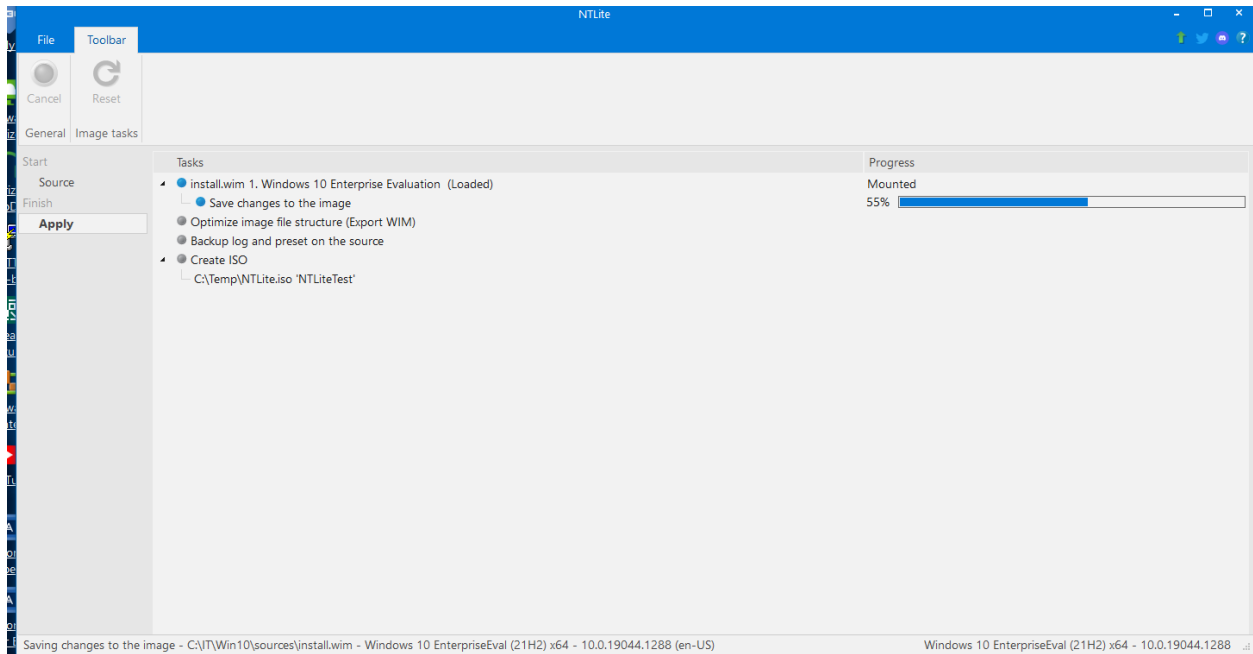 NTLite
File
Toolbar
Cancel
Reset
General
Image tasks
Start
Source
Finish
Apply
Tasks
Progress
install.wim 1. Windows 10 Enterprise Evaluation (Loaded)
Mounted
Save changes to the image
55%
Optimize image file structure (Export WIM)
Backup log and preset on the source
Create ISO
C:\Temp\NTLite.iso 'NTLiteTest'
Saving changes to the image - C:\IT\Win10\sources\install.wim - Windows 10 EnterpriseEval (21H2) x64 - 10.0.19044.1288 (en-US)
Windows 10 EnterpriseEval (21H2) x64 - 10.0.19044.1288